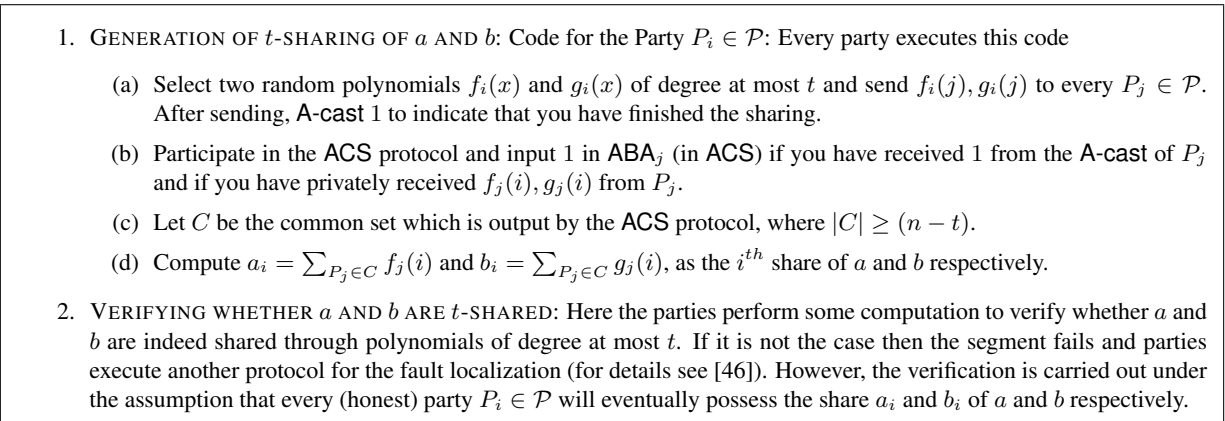 1. GENERATION OF t-SHARING OF a AND b: Code for the Party P_i ∈ 𝒫: Every party executes this code
(a) Select two random polynomials f_i(x) and g_i(x) of degree at most t and send f_i(j), g_i(j) to every P_j ∈ 𝒫.
After sending, A-cast 1 to indicate that you have finished the sharing.
(b) Participate in the ACS protocol and input 1 in ABA_j (in ACS) if you have received 1 from the A-cast of P_j
and if you have privately received f_j(i), g_j(i) from P_j.
(c) Let C be the common set which is output by the ACS protocol, where |C| ≥ (n − t).
(d) Compute a_i = ∑_{P_j∈C} f_j(i) and b_i = ∑_{P_j∈C} g_j(i), as the i^{th} share of a and b respectively.
2. VERIFYING WHETHER a AND b ARE t-SHARED: Here the parties perform some computation to verify whether a and
b are indeed shared through polynomials of degree at most t. If it is not the case then the segment fails and parties
execute another protocol for the fault localization (for details see [46]). However, the verification is carried out under
the assumption that every (honest) party P_i ∈ 𝒫 will eventually possess the share a_i and b_i of a and b respectively.